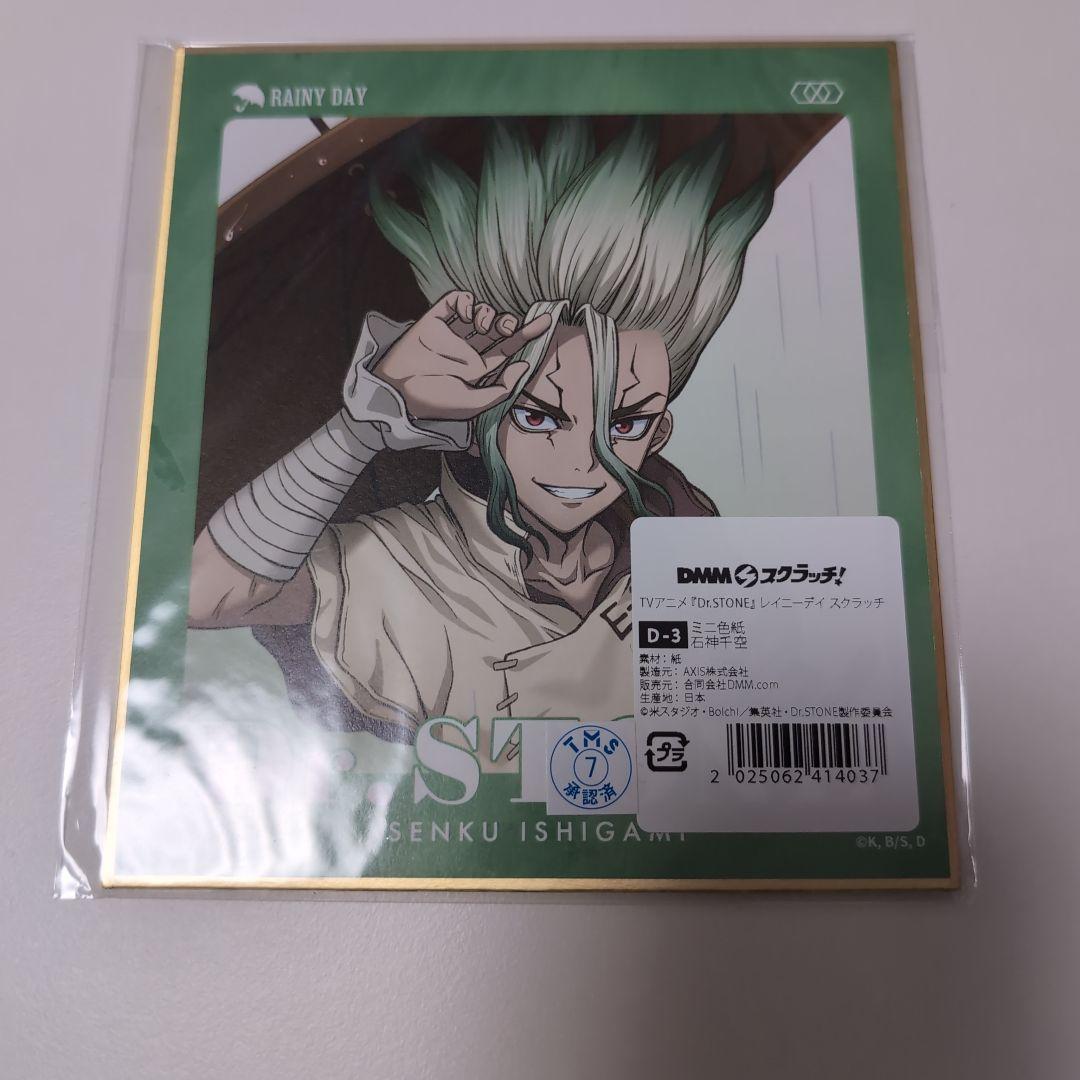 RAINY DAY
DMM スクラッチ!
TVアニメ『Dr.STONE』レイニーデイ スクラッチ
D-3
ミニ色紙
石神千空
素材：紙
製造元：AXIS株式会社
販売元：合同会社DMM.com
生産地：日本
©米スタジオ・Boichi／集英社・Dr.STONE製作委員会
プラ
2 025062 414037
TMS
7
承認済
.ST
SENKU ISHIGAMI
©K, B/S, D